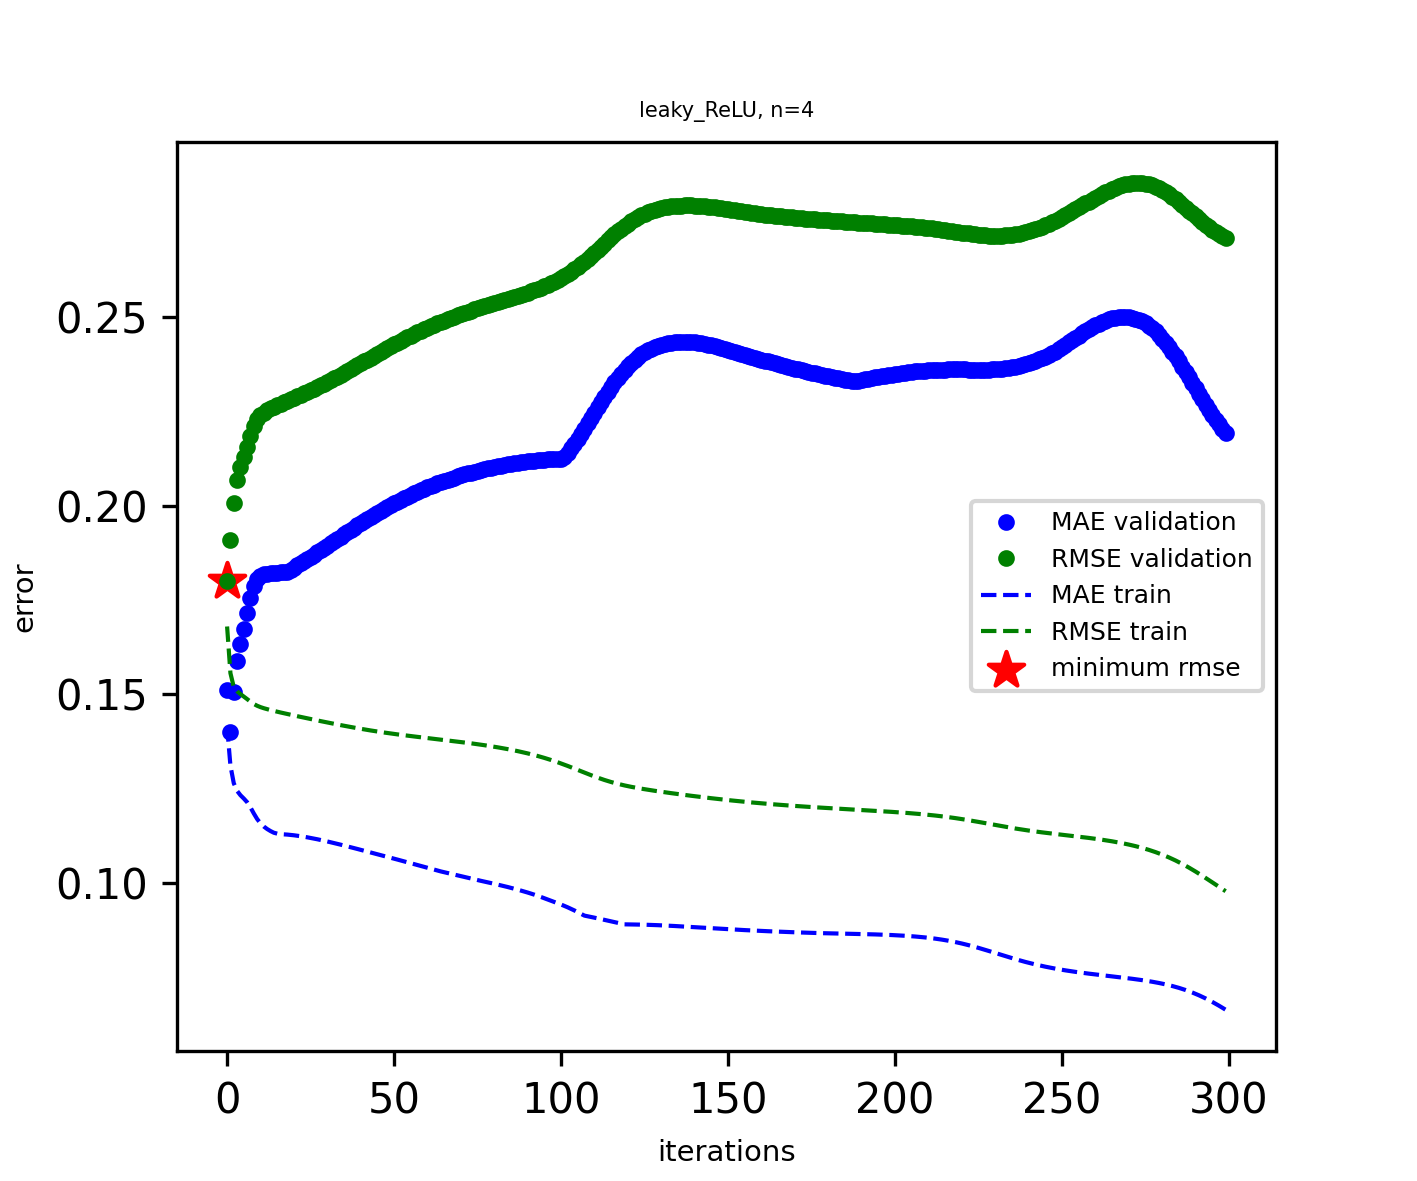 leaky_ReLU, n=4
error
0.25
0.20
0.15
0.10
MAE validation
RMSE validation
MAE train
RMSE train
minimum rmse
0 50 100 150 200 250 300
iterations